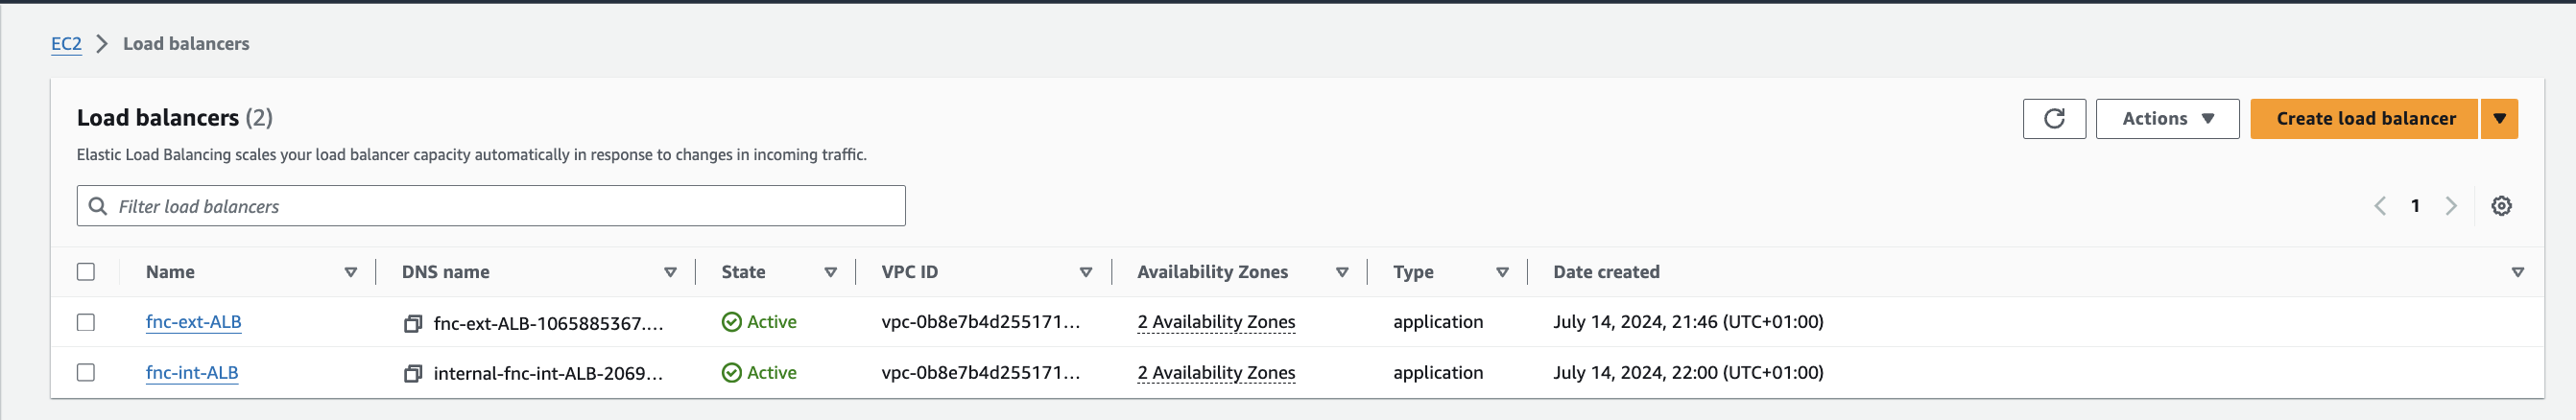 EC2 > Load balancers
Load balancers (2)
Actions
Create load balancer
Elastic Load Balancing scales your load balancer capacity automatically in response to changes in incoming traffic.
Filter load balancers
1
Name DNS name State VPC ID Availability Zones Type Date created
fnc-ext-ALB fnc-ext-ALB-1065885367.... Active vpc-0b8e7b4d255171... 2 Availability Zones application July 14, 2024, 21:46 (UTC+01:00)
fnc-int-ALB internal-fnc-int-ALB-2069... Active vpc-0b8e7b4d255171... 2 Availability Zones application July 14, 2024, 22:00 (UTC+01:00)